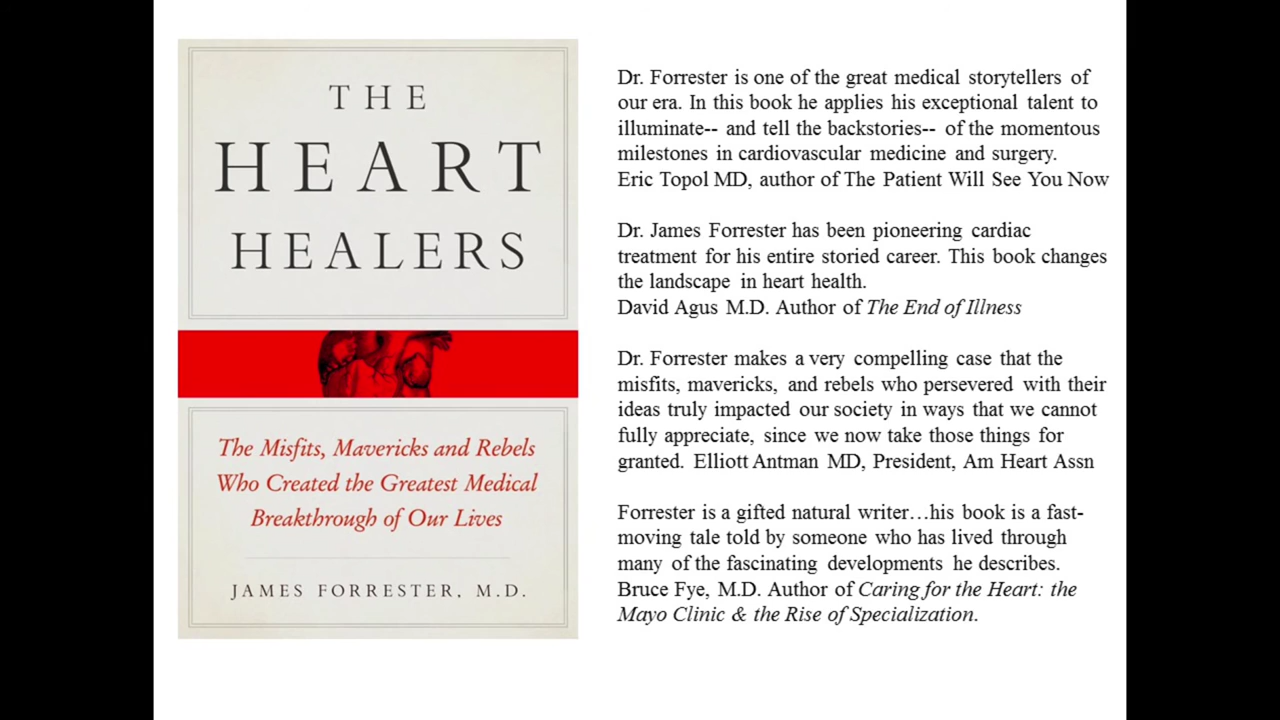 THE
HEART
HEALERS
The Misfits, Mavericks and Rebels
Who Created the Greatest Medical
Breakthrough of Our Lives
JAMES FORRESTER, M.D.
Dr. Forrester is one of the great medical storytellers of
our era. In this book he applies his exceptional talent to
illuminate-- and tell the backstories-- of the momentous
milestones in cardiovascular medicine and surgery.
Eric Topol MD, author of The Patient Will See You Now
Dr. James Forrester has been pioneering cardiac
treatment for his entire storied career. This book changes
the landscape in heart health.
David Agus M.D. Author of The End of Illness
Dr. Forrester makes a very compelling case that the
misfits, mavericks, and rebels who persevered with their
ideas truly impacted our society in ways that we cannot
fully appreciate, since we now take those things for
granted. Elliott Antman MD, President, Am Heart Assn
Forrester is a gifted natural writer…his book is a fast-
moving tale told by someone who has lived through
many of the fascinating developments he describes.
Bruce Fye, M.D. Author of Caring for the Heart: the
Mayo Clinic & the Rise of Specialization.